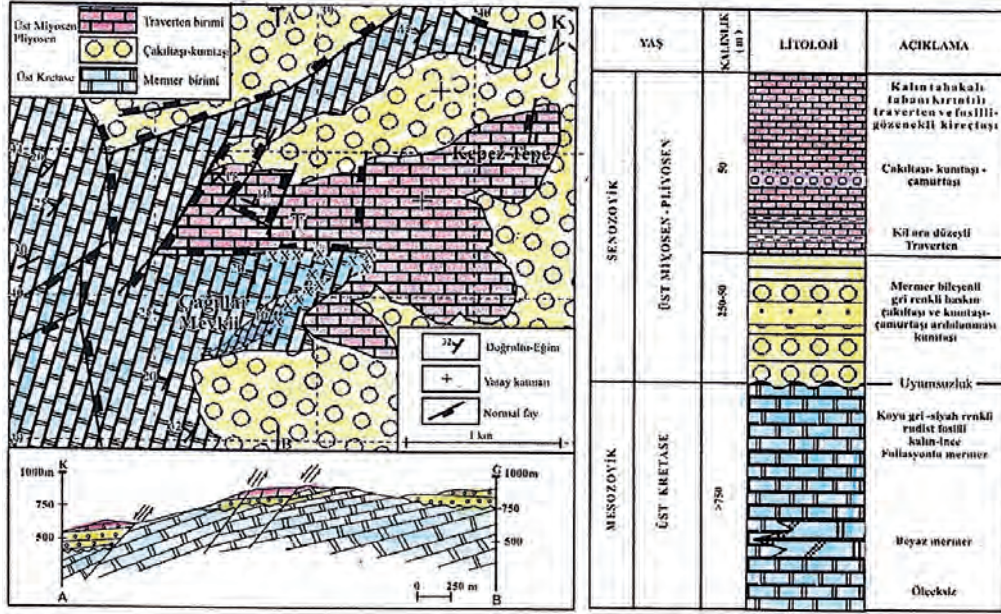 Üst Miyosen
Pliyosen
Traverten birimi
Çakıltaşı-kumtaşı
Üst Kretase
Mermer birimi
A
39
40
K
Kepez Tepe
Çağıllar
Mevkii
Doğrultu-Eğim
Yatay katman
Normal fay
1 km
B
K
1000m
750
500
A
G
1000m
750
500
B
0 250 m
YAŞ
KALINLIK
(m)
LİTOLOJİ
AÇIKLAMA
SENOZOYİK
ÜST MİYOSEN-PLİYOSEN
50
250-50
MESOZOYİK
ÜST KRETASE
>750
Kalın tabakalı
tabanı kırıntılı
traverten ve fosilli-
gözenekli kireçtaşı
Çakıltaşı- kumtaşı -
çamurtaşı
Kil ara düzeyli
Traverten
Mermer bileşenli
gri renkli baskın
çakıltaşı ve kumtaşı-
çamurtaşı ardılanması
kumtaşı
Uyumsuzluk
Koyu gri -siyah renkli
rudist fosilli
kalın-ince
Foliasyonlu mermer
Beyaz mermer
Ölçeksiz